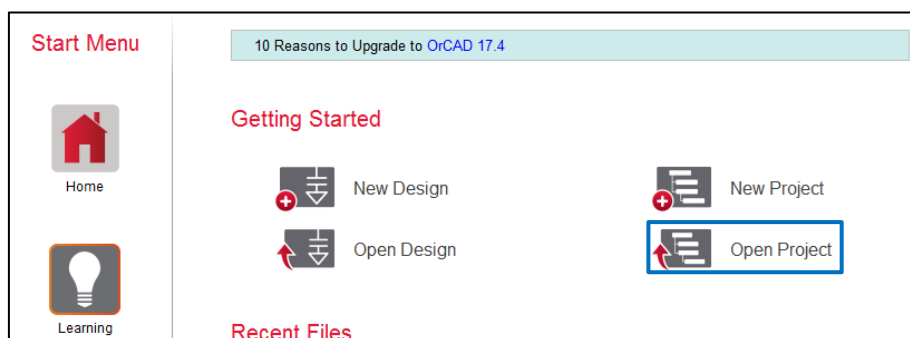 Start Menu
10 Reasons to Upgrade to OrCAD 17.4
Getting Started
Home
New Design
New Project
Open Design
Open Project
Learning
Recent Files